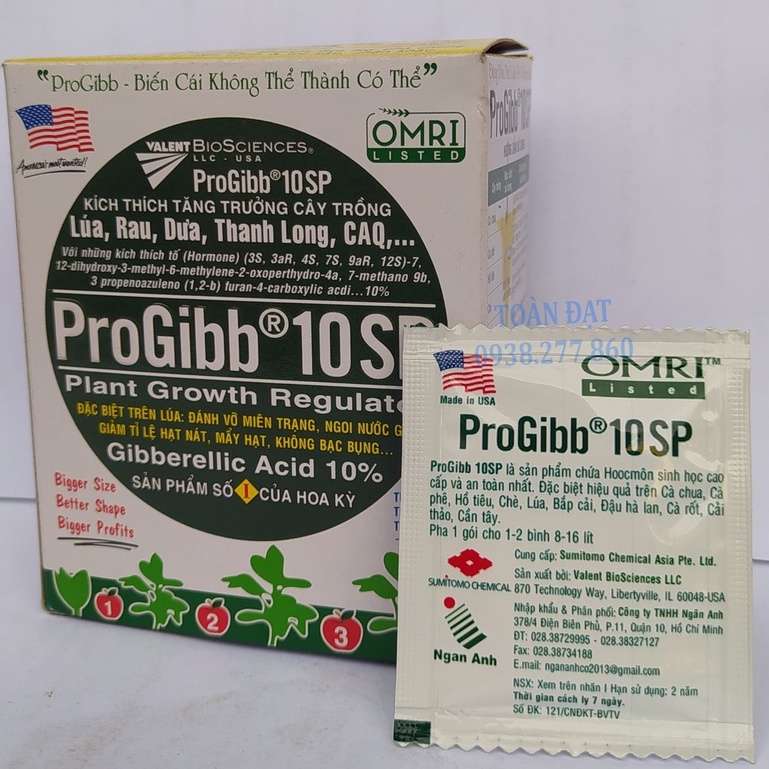 “ProGibb - Biến Cái Không Thể Thành Có Thể”
America's most wanted!
VALENT BIOSCIENCES®
LLC - USA
OMRI
LISTED
ProGibb®10SP
KÍCH THÍCH TĂNG TRƯỞNG CÂY TRỒNG
Lúa, Rau, Dưa, Thanh Long, CAQ,...
Với những kích thích tố (Hormone) (3S, 3aR, 4S, 7S, 9aR, 12S)-7,
12-dihydroxy-3-methyl-6-methylene-2-oxoperthydro-4a, 7-methano 9b,
3 propenoazuleno (1,2-b) furan-4-carboxylic acdi...10%
ProGibb®10SP
Plant Growth Regulato
ĐẶC BIỆT TRÊN LÚA: ĐÁNH VỠ MIÊN TRẠNG, NGOI NƯỚC G
GIẢM TỈ LỆ HẠT NÁT, MẨY HẠT, KHÔNG BẠC BỤNG...
Gibberellic Acid 10%
SẢN PHẨM SỐ 1 CỦA HOA KỲ
Bigger Size
Better Shape
Bigger Profits
1
2
3
ProGibb®10SP
TOÀN ĐẠT
0938.277.860
Made in USA
OMRI™
Listed
ProGibb®10SP
ProGibb 10SP là sản phẩm chứa Hoocmôn sinh học cao
cấp và an toàn nhất. Đặc biệt hiệu quả trên Cà chua, Cà
phê, Hồ tiêu, Chè, Lúa, Bắp cải, Đậu hà lan, Cà rốt, Cải
thảo, Cần tây.
Pha 1 gói cho 1-2 bình 8-16 lít
SUMITOMO CHEMICAL
Cung cấp: Sumitomo Chemical Asia Pte. Ltd.
Sản xuất bởi: Valent BioSciences LLC
870 Technology Way, Libertyville, IL 60048-USA
Ngan Anh
Nhập khẩu & Phân phối: Công ty TNHH Ngân Anh
378/4 Điện Biên Phủ, P.11, Quận 10, Hồ Chí Minh
ĐT: 028.38729995 - 028.38327127
Fax: 028.38734188
E.mail: ngananhco2013@gmail.com
NSX: Xem trên nhãn I Hạn sử dụng: 2 năm
Thời gian cách ly 7 ngày.
Số ĐK: 121/CNĐKT-BVTV